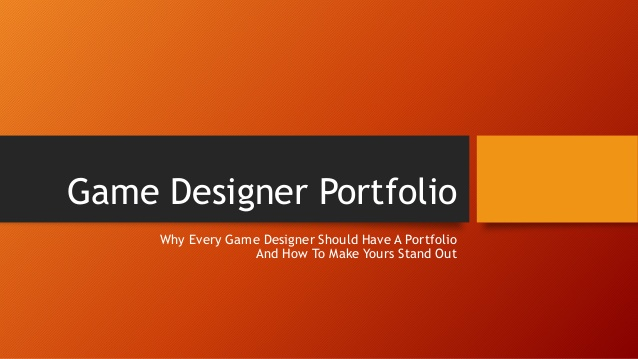 Game Designer Portfolio
Why Every Game Designer Should Have A Portfolio
And How To Make Yours Stand Out